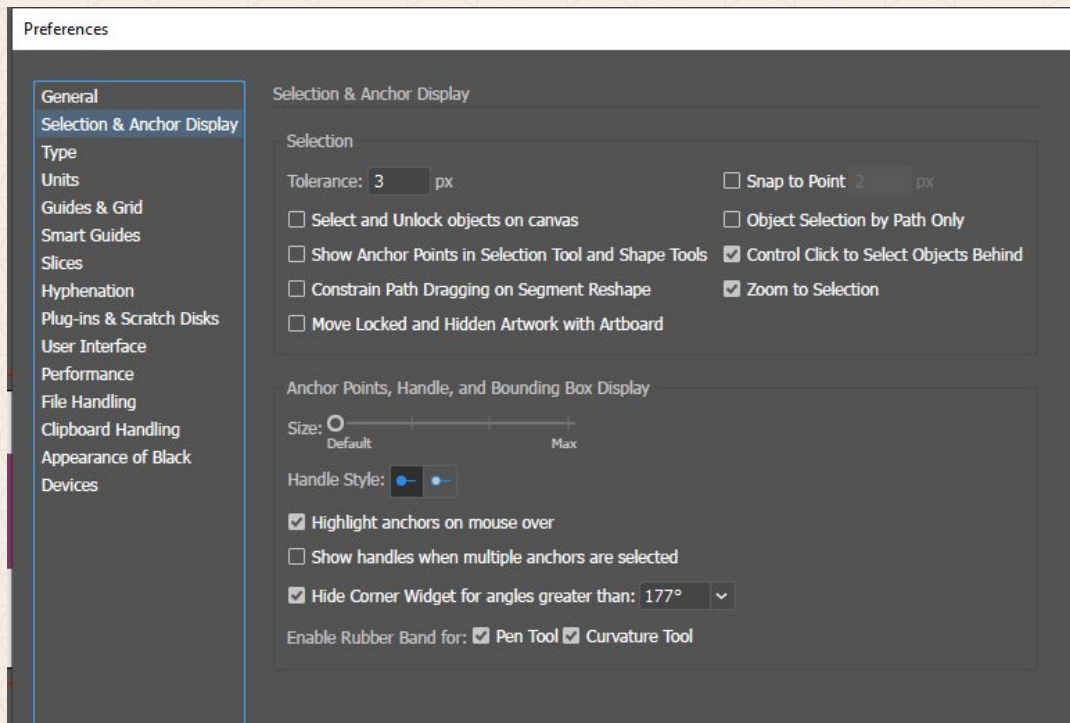 Preferences
General
Selection & Anchor Display
Type
Units
Guides & Grid
Smart Guides
Slices
Hyphenation
Plug-ins & Scratch Disks
User Interface
Performance
File Handling
Clipboard Handling
Appearance of Black
Devices
Selection & Anchor Display
Selection
Tolerance: 3 px
Snap to Point 2 px
Select and Unlock objects on canvas
Object Selection by Path Only
Show Anchor Points in Selection Tool and Shape Tools
Control Click to Select Objects Behind
Constrain Path Dragging on Segment Reshape
Zoom to Selection
Move Locked and Hidden Artwork with Artboard
Anchor Points, Handle, and Bounding Box Display
Size:
Default Max
Handle Style:
Highlight anchors on mouse over
Show handles when multiple anchors are selected
Hide Corner Widget for angles greater than: 177°
Enable Rubber Band for: Pen Tool Curvature Tool